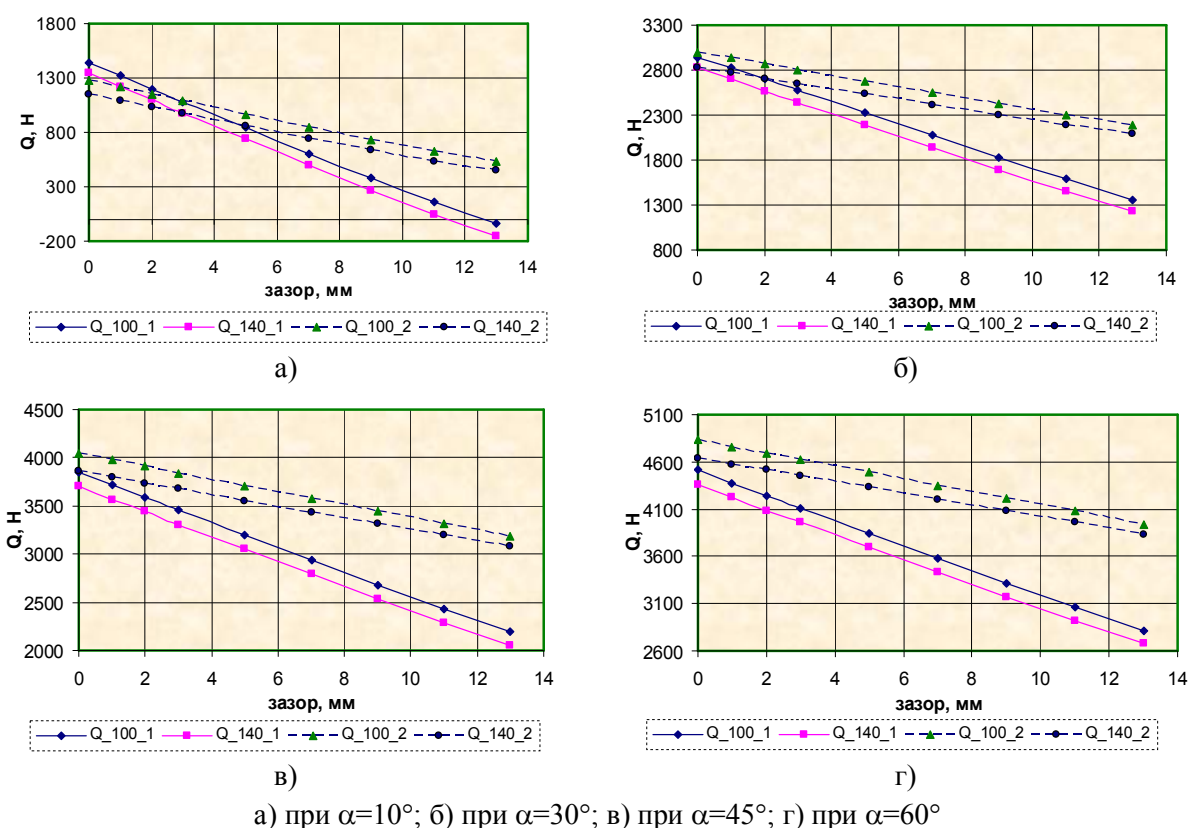 1800
1300
800
300
-200
Q, Н
0 2 4 6 8 10 12 14
зазор, мм
Q_100_1 Q_140_1 Q_100_2 Q_140_2
а)
3300
2800
2300
1800
1300
800
Q, Н
0 2 4 6 8 10 12 14
зазор, мм
Q_100_1 Q_140_1 Q_100_2 Q_140_2
б)
4500
4000
3500
3000
2500
2000
Q, Н
0 2 4 6 8 10 12 14
зазор, мм
Q_100_1 Q_140_1 Q_100_2 Q_140_2
в)
5100
4600
4100
3600
3100
2600
Q, Н
0 2 4 6 8 10 12 14
зазор, мм
Q_100_1 Q_140_1 Q_100_2 Q_140_2
г)
а) при α=10°; б) при α=30°; в) при α=45°; г) при α=60°